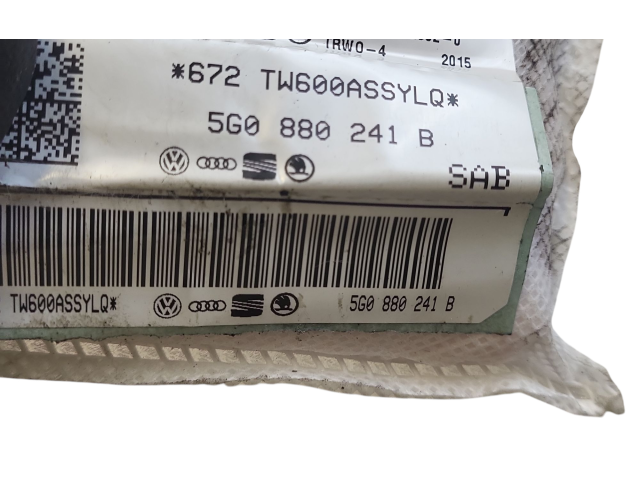 TRW0-4
2015
*672 TW600ASSYLQ*
5G0 880 241 B
SAB
TW600ASSYLQ*
5G0 880 241 B